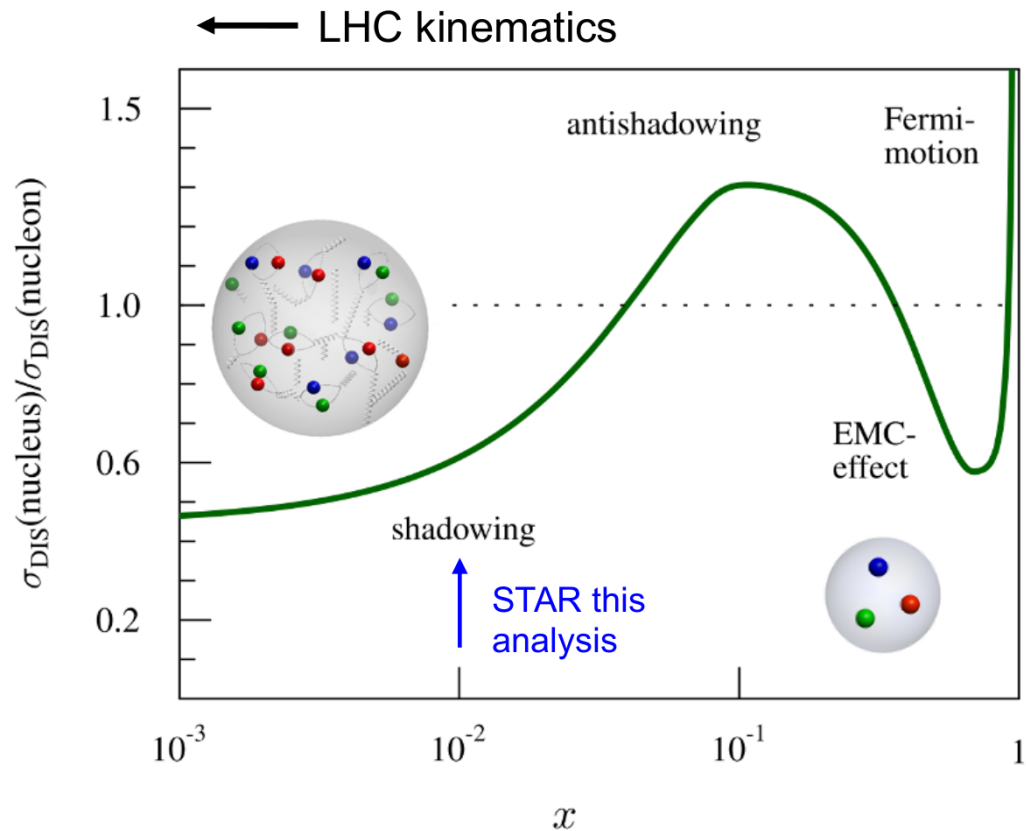 LHC kinematics
1.5
antishadowing
Fermi-
motion
σDIS(nucleus)/σDIS(nucleon)
1.0
EMC-
effect
0.6
shadowing
STAR this
analysis
0.2
10⁻³
10⁻²
10⁻¹
1
x